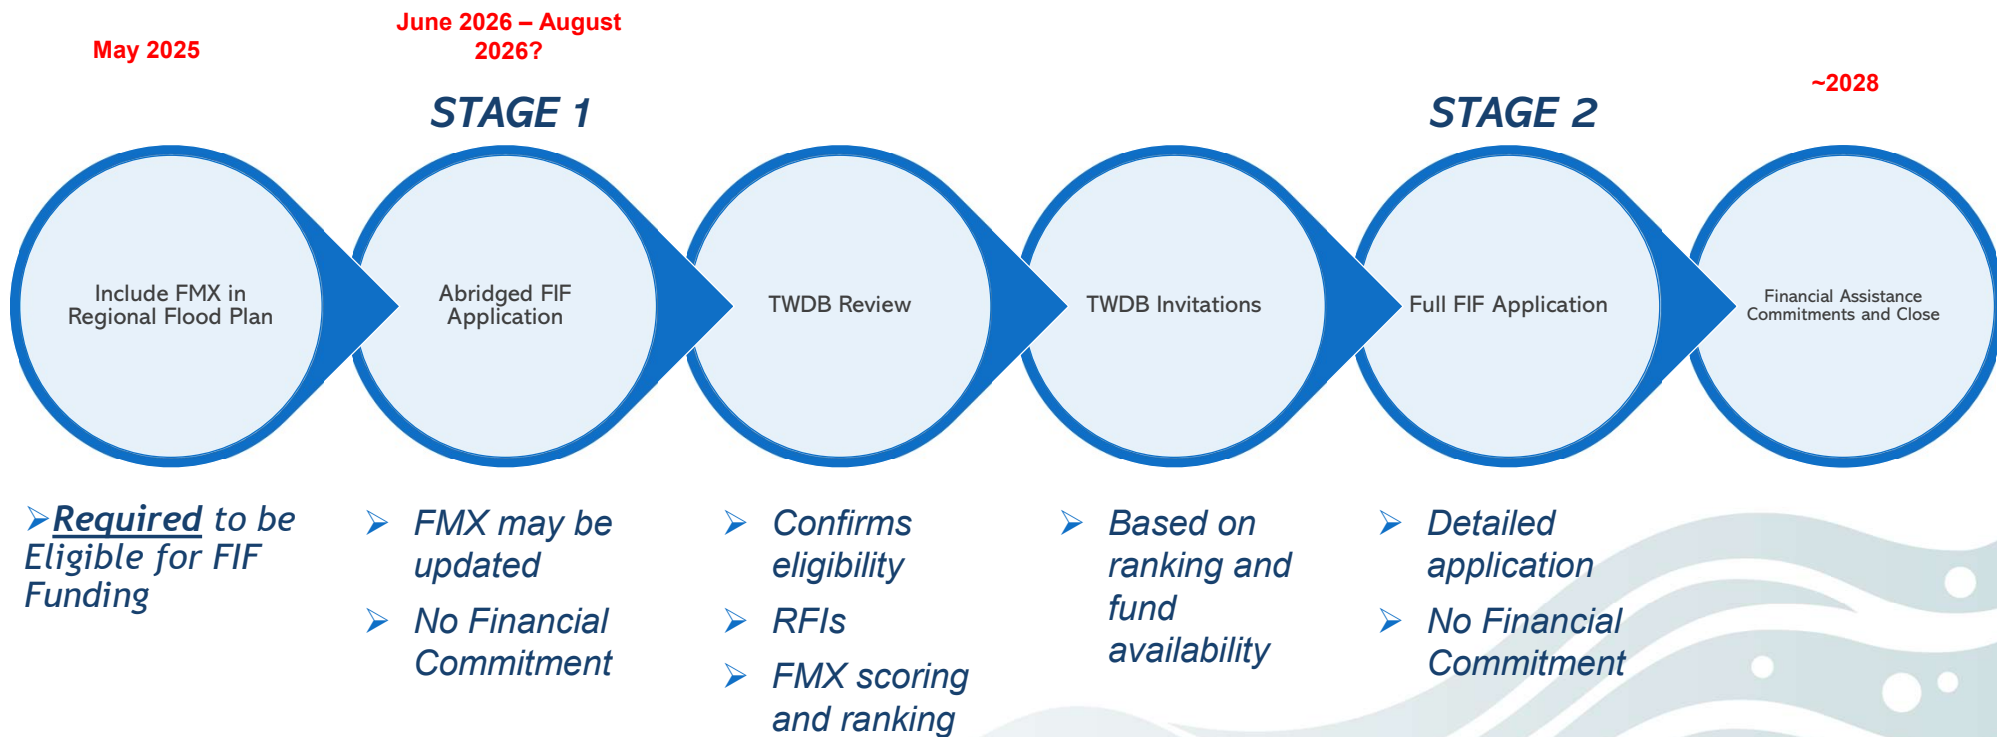 May 2025
June 2026 – August
2026?
~2028
STAGE 1
STAGE 2
Include FMX in
Regional Flood Plan
Abridged FIF
Application
TWDB Review
TWDB Invitations
Full FIF Application
Financial Assistance
Commitments and Close
➢Required to be
Eligible for FIF
Funding
➢ FMX may be
updated
➢ No Financial
Commitment
➢ Confirms
eligibility
➢ RFIs
➢ FMX scoring
and ranking
➢ Based on
ranking and
fund
availability
➢ Detailed
application
➢ No Financial
Commitment